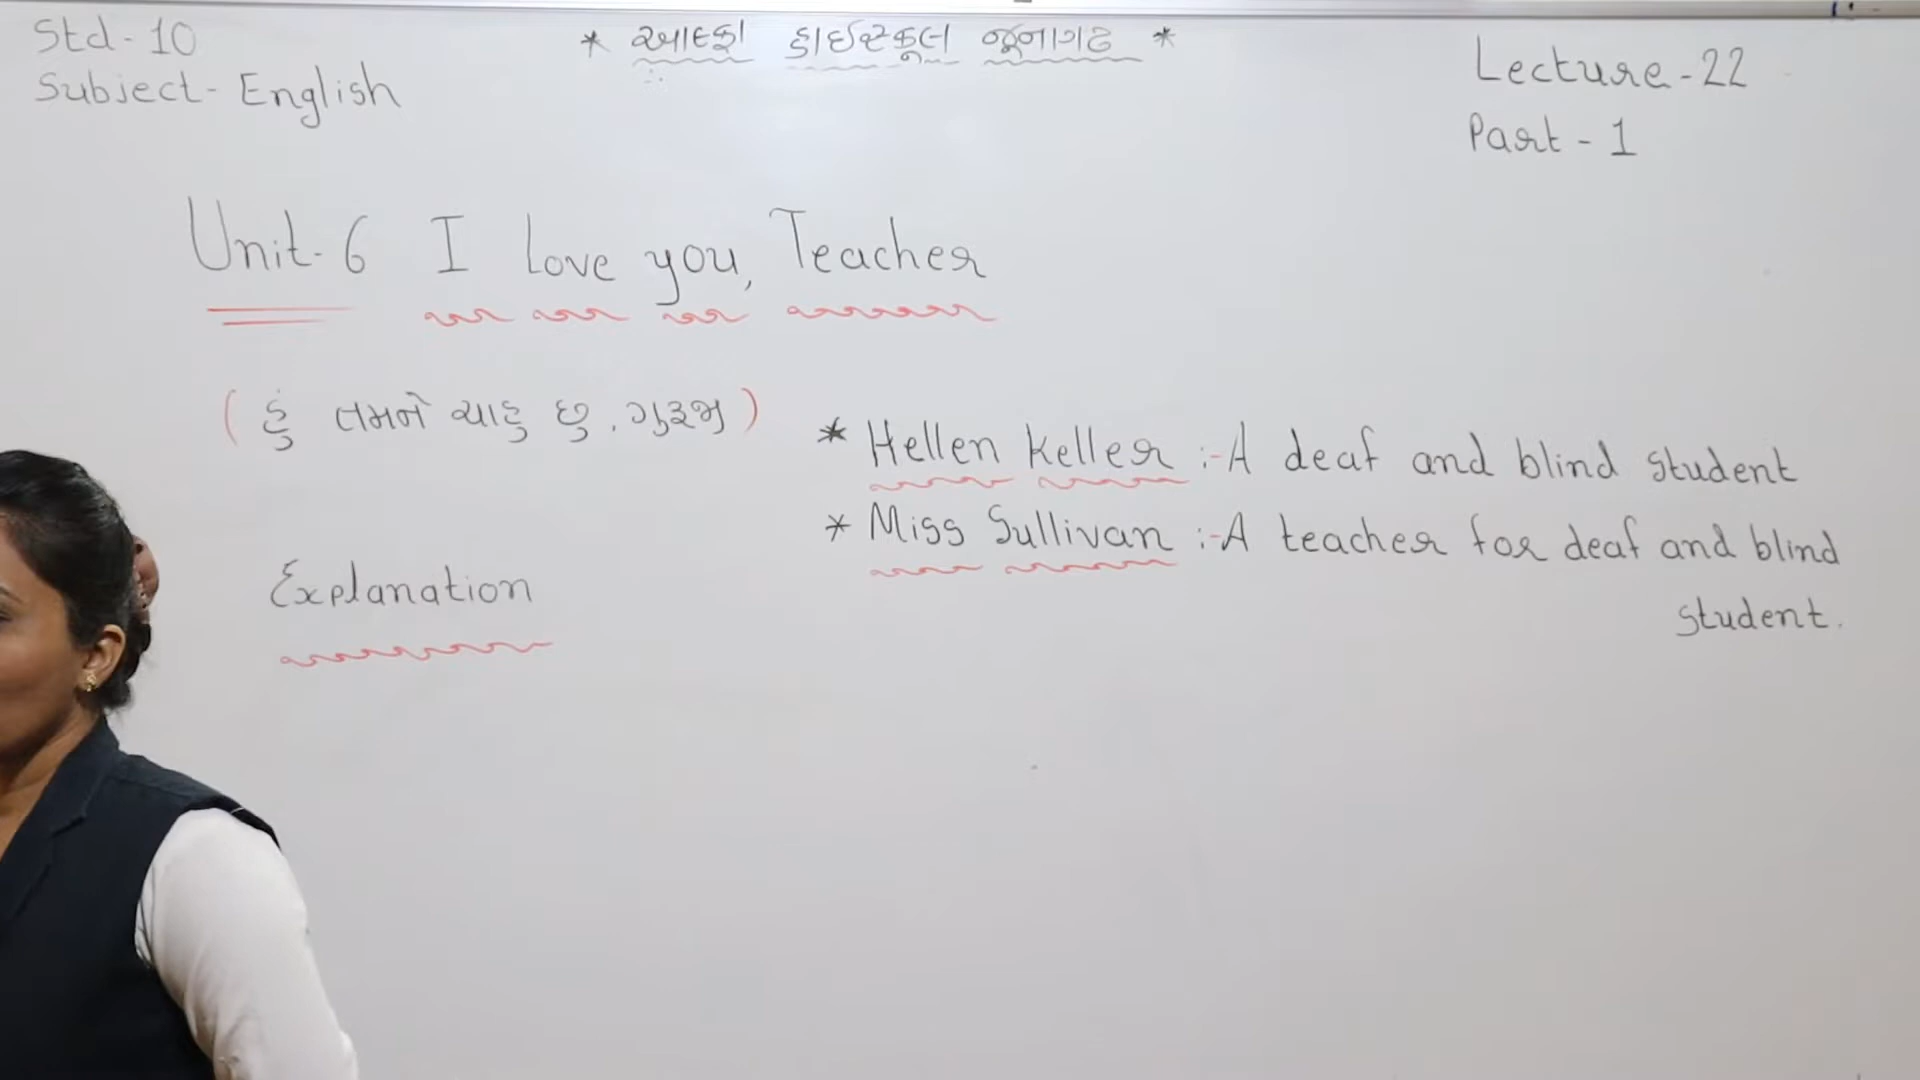 Std - 10
Subject - English
* આલ્ફા હાઈસ્કૂલ જૂનાગઢ *
Lecture - 22
Part - 1
Unit - 6 I love you, Teacher
( હું તમને ચાહુ છુ, ગુરૂજી )
* Hellen Keller :- A deaf and blind student
* Miss Sullivan :- A teacher for deaf and blind
student.
Explanation